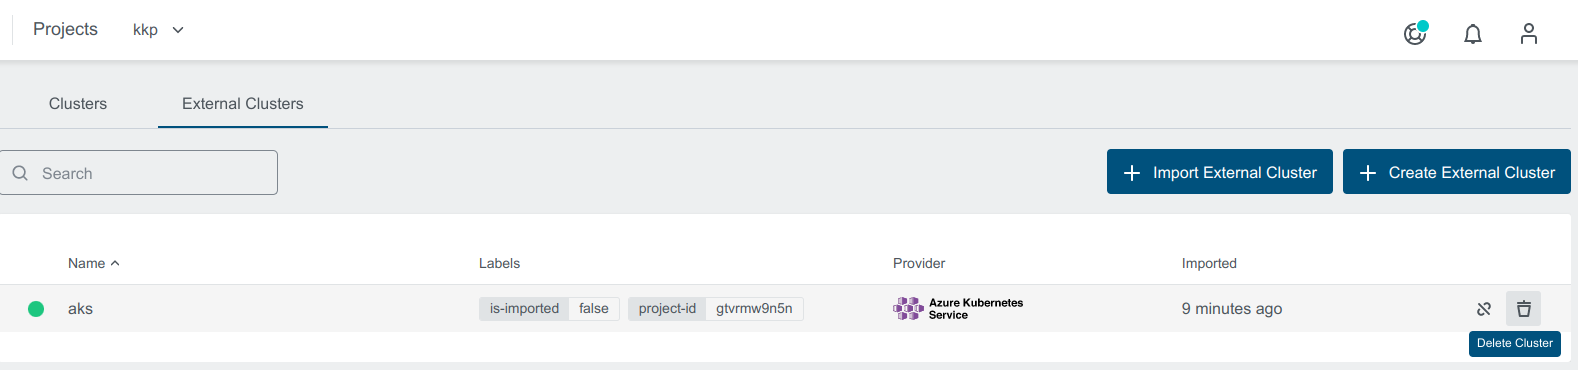 Projects kkp
Clusters External Clusters
Search
Import External Cluster
Create External Cluster
Name Labels Provider Imported
aks is-imported false project-id gtvrmw9n5n Azure Kubernetes
Service 9 minutes ago
Delete Cluster